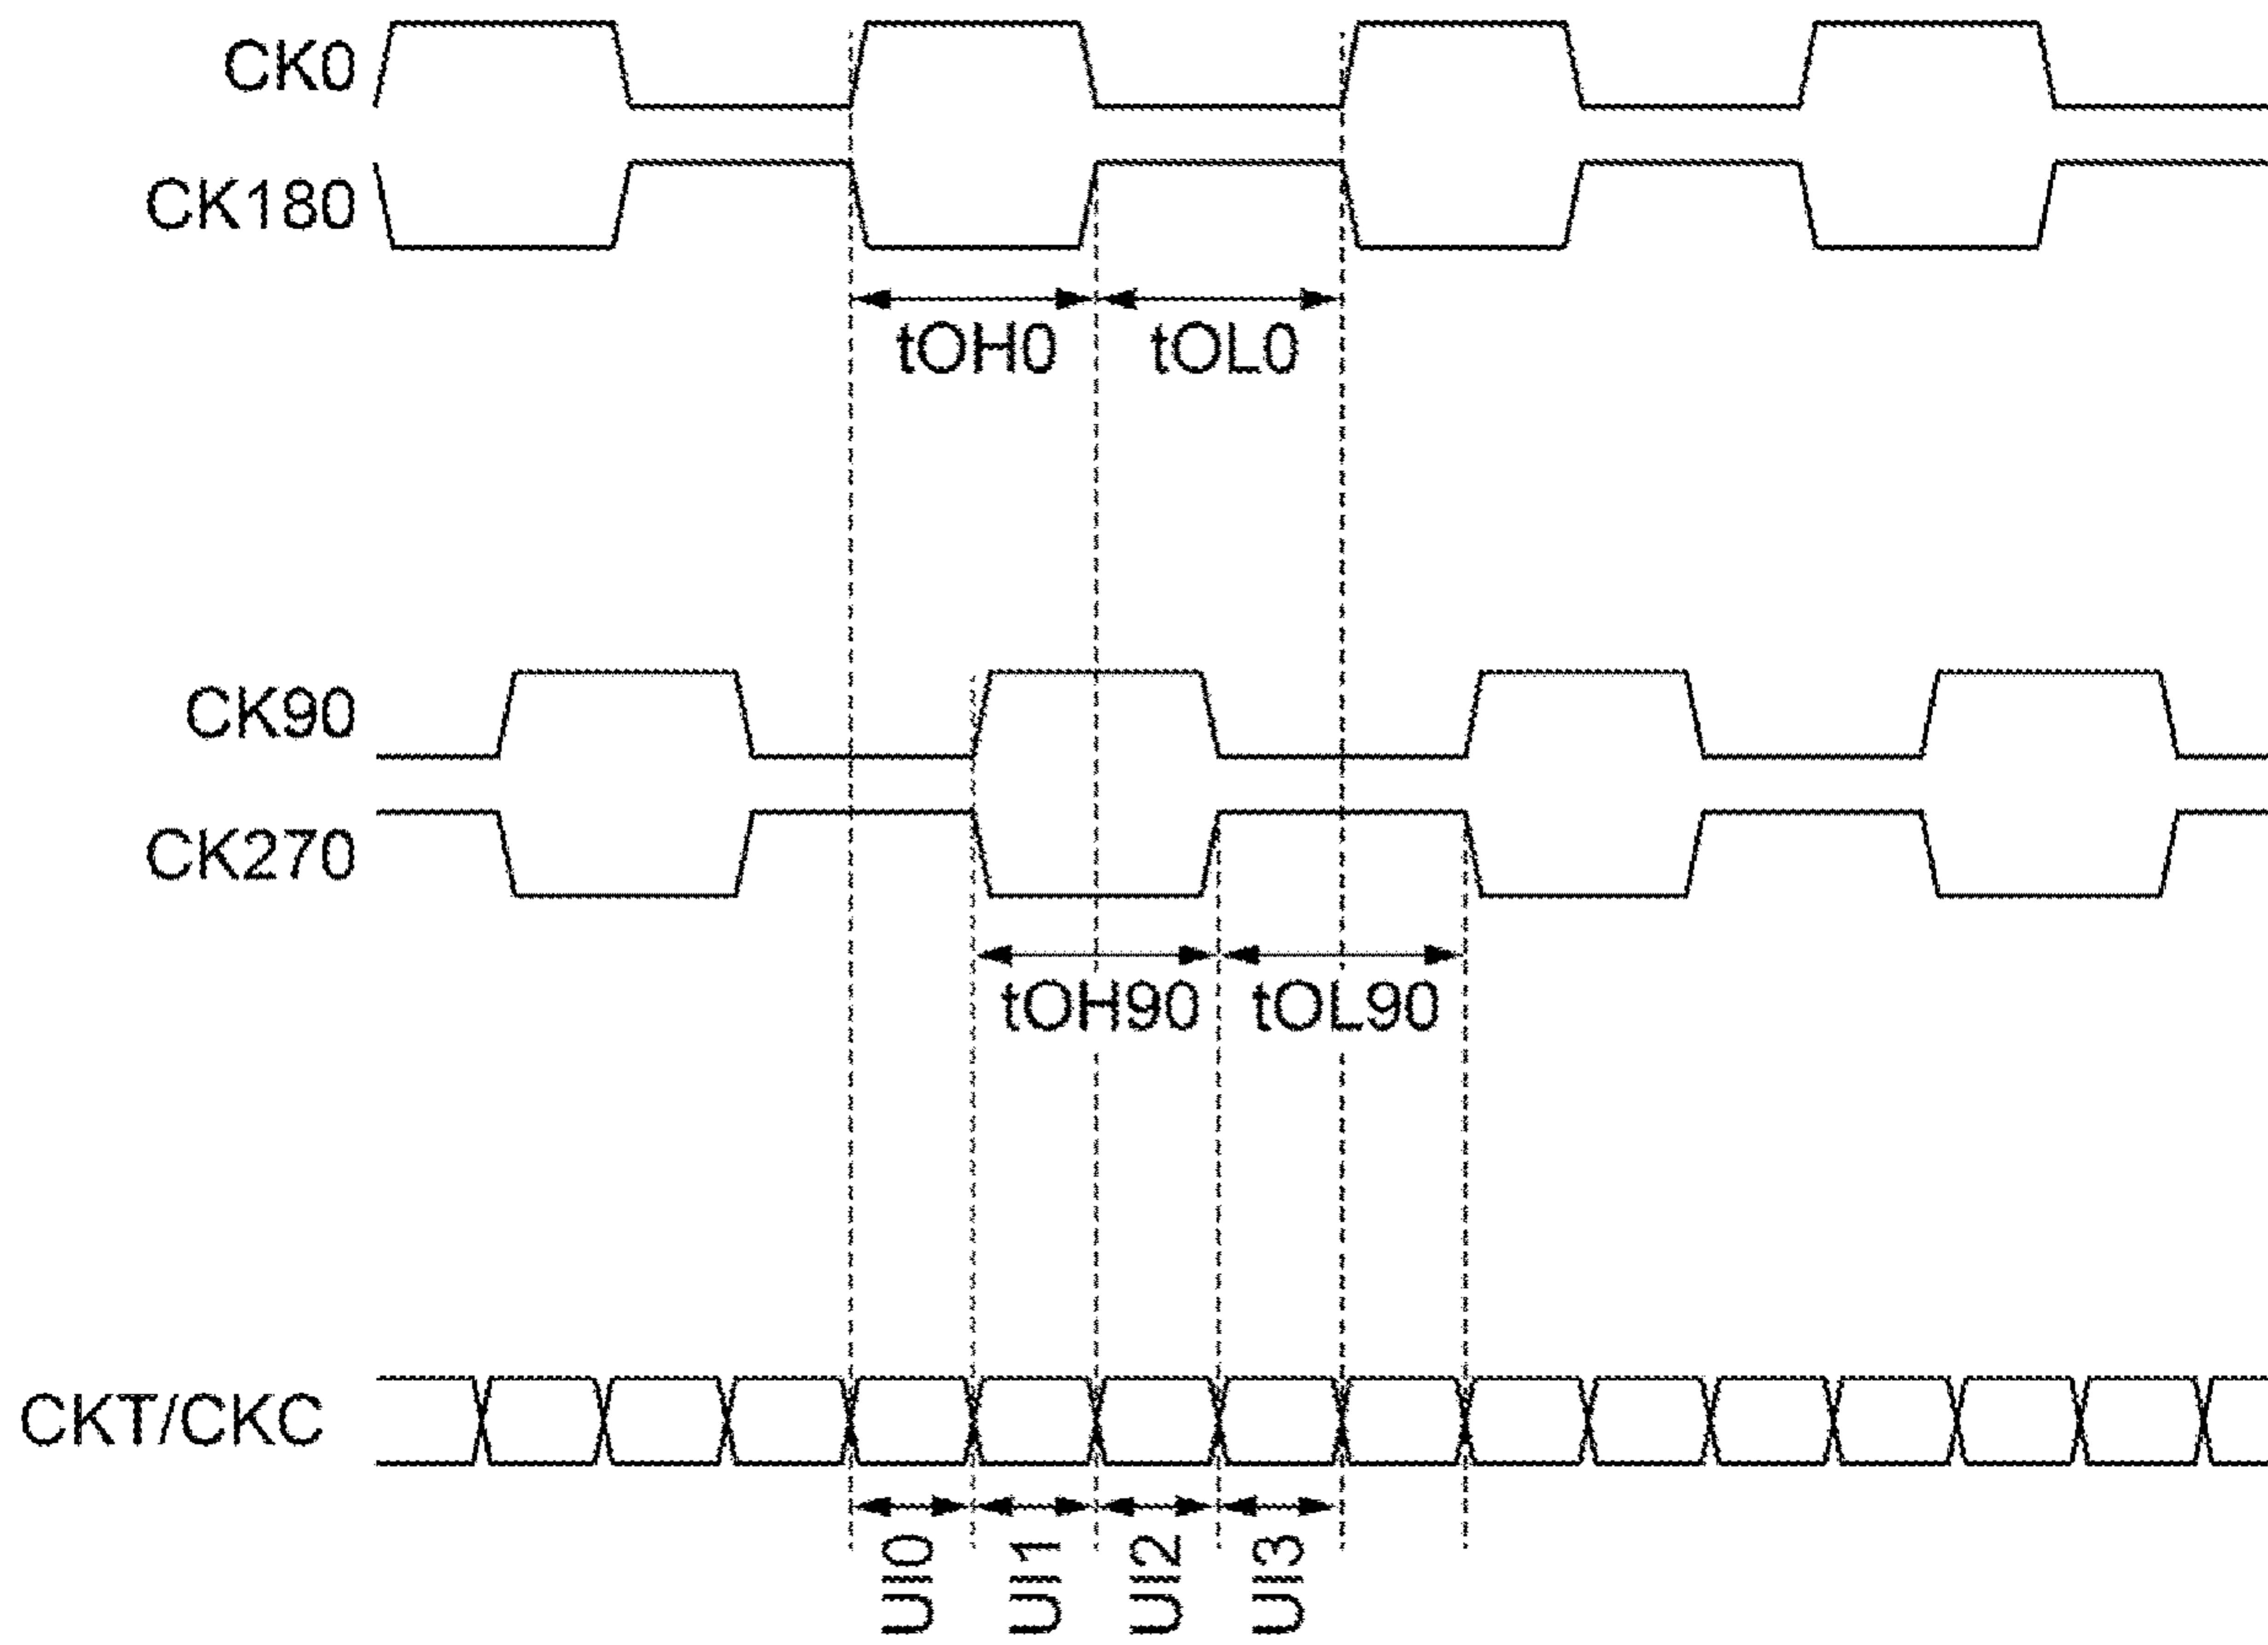 CK0
CK180
tOH0 tOL0
CK90
CK270
tOH90 tOL90
CKT/CKC
UI0 UI1 UI2 UI3